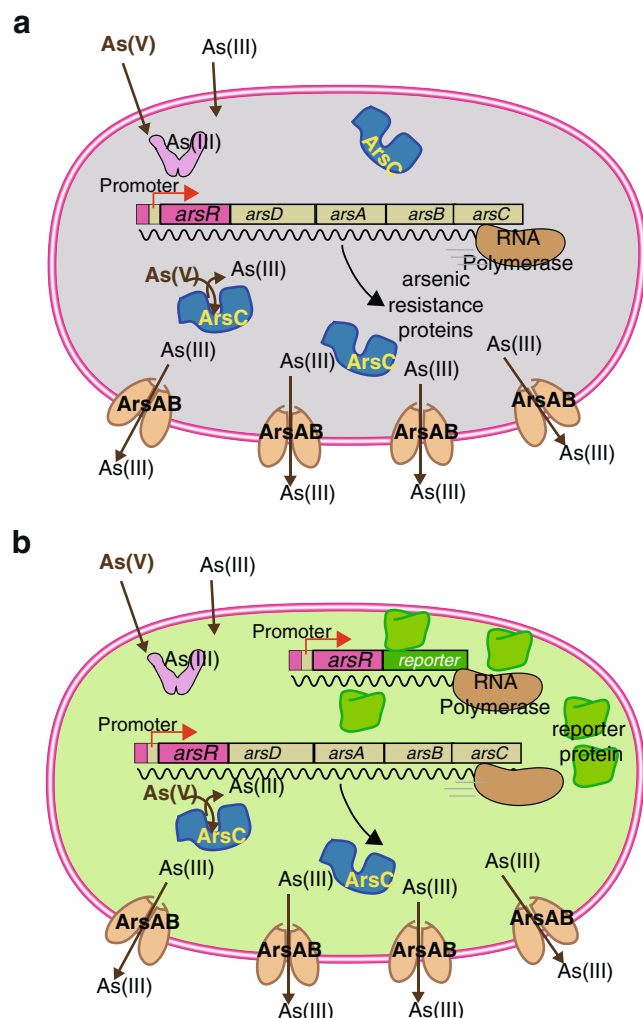 a
As(V) As(III)
As(III)
ArsC
Promoter
arsR arsD arsA arsB arsC
RNA
Polymerase
As(V) As(III)
arsenic
resistance
proteins
ArsC
ArsC
As(III) As(III) As(III) As(III)
ArsAB ArsAB ArsAB ArsAB
As(III) As(III) As(III) As(III)
b
As(V) As(III)
As(III)
Promoter
arsR reporter
RNA
Polymerase
reporter
protein
Promoter
arsR arsD arsA arsB arsC
As(V) As(III)
ArsC
ArsC
As(III) As(III) As(III) As(III)
ArsAB ArsAB ArsAB ArsAB
As(III) As(III) As(III) As(III)